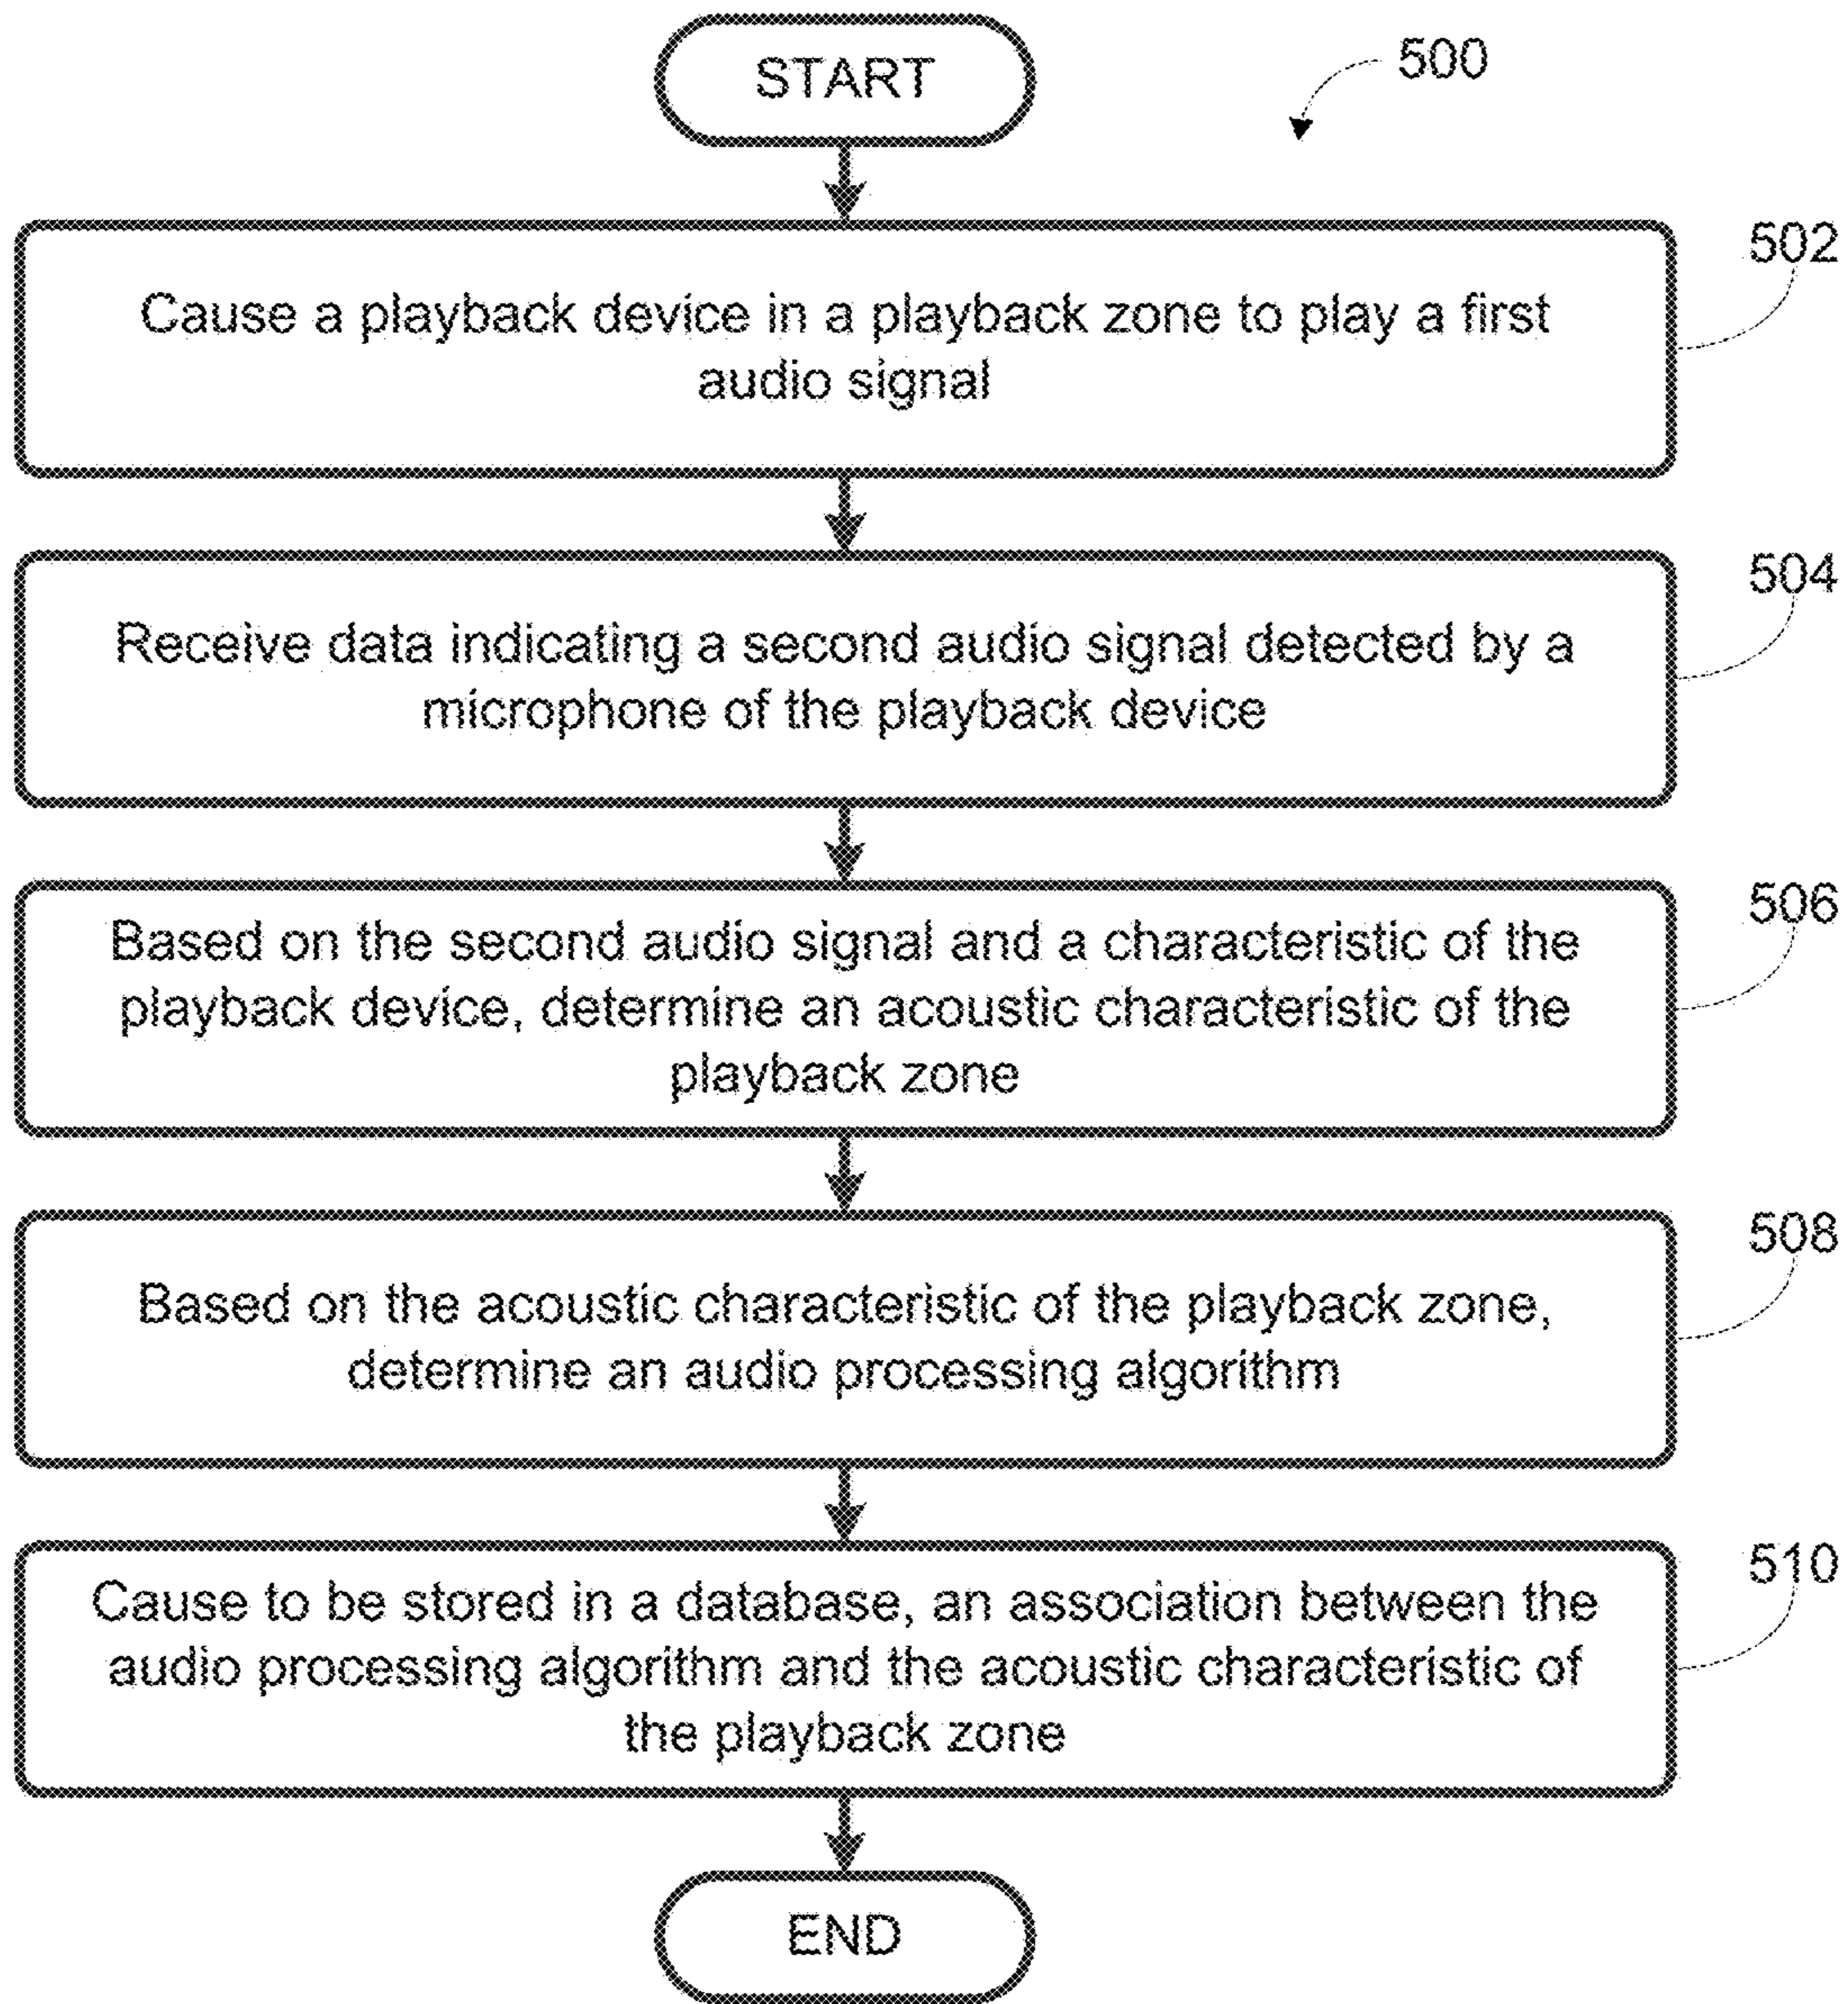 START
500
502
Cause a playback device in a playback zone to play a first
audio signal
504
Receive data indicating a second audio signal detected by a
microphone of the playback device
506
Based on the second audio signal and a characteristic of the
playback device, determine an acoustic characteristic of the
playback zone
508
Based on the acoustic characteristic of the playback zone,
determine an audio processing algorithm
510
Cause to be stored in a database, an association between the
audio processing algorithm and the acoustic characteristic of
the playback zone
END